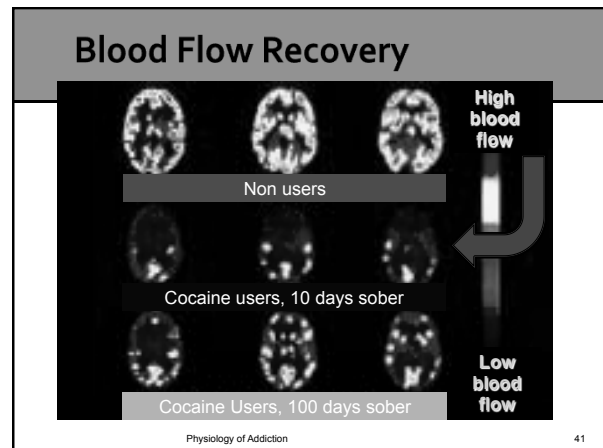 Blood Flow Recovery
High
blood
flow
Non users
Cocaine users, 10 days sober
Low
blood
flow
Cocaine Users, 100 days sober
Physiology of Addiction
41